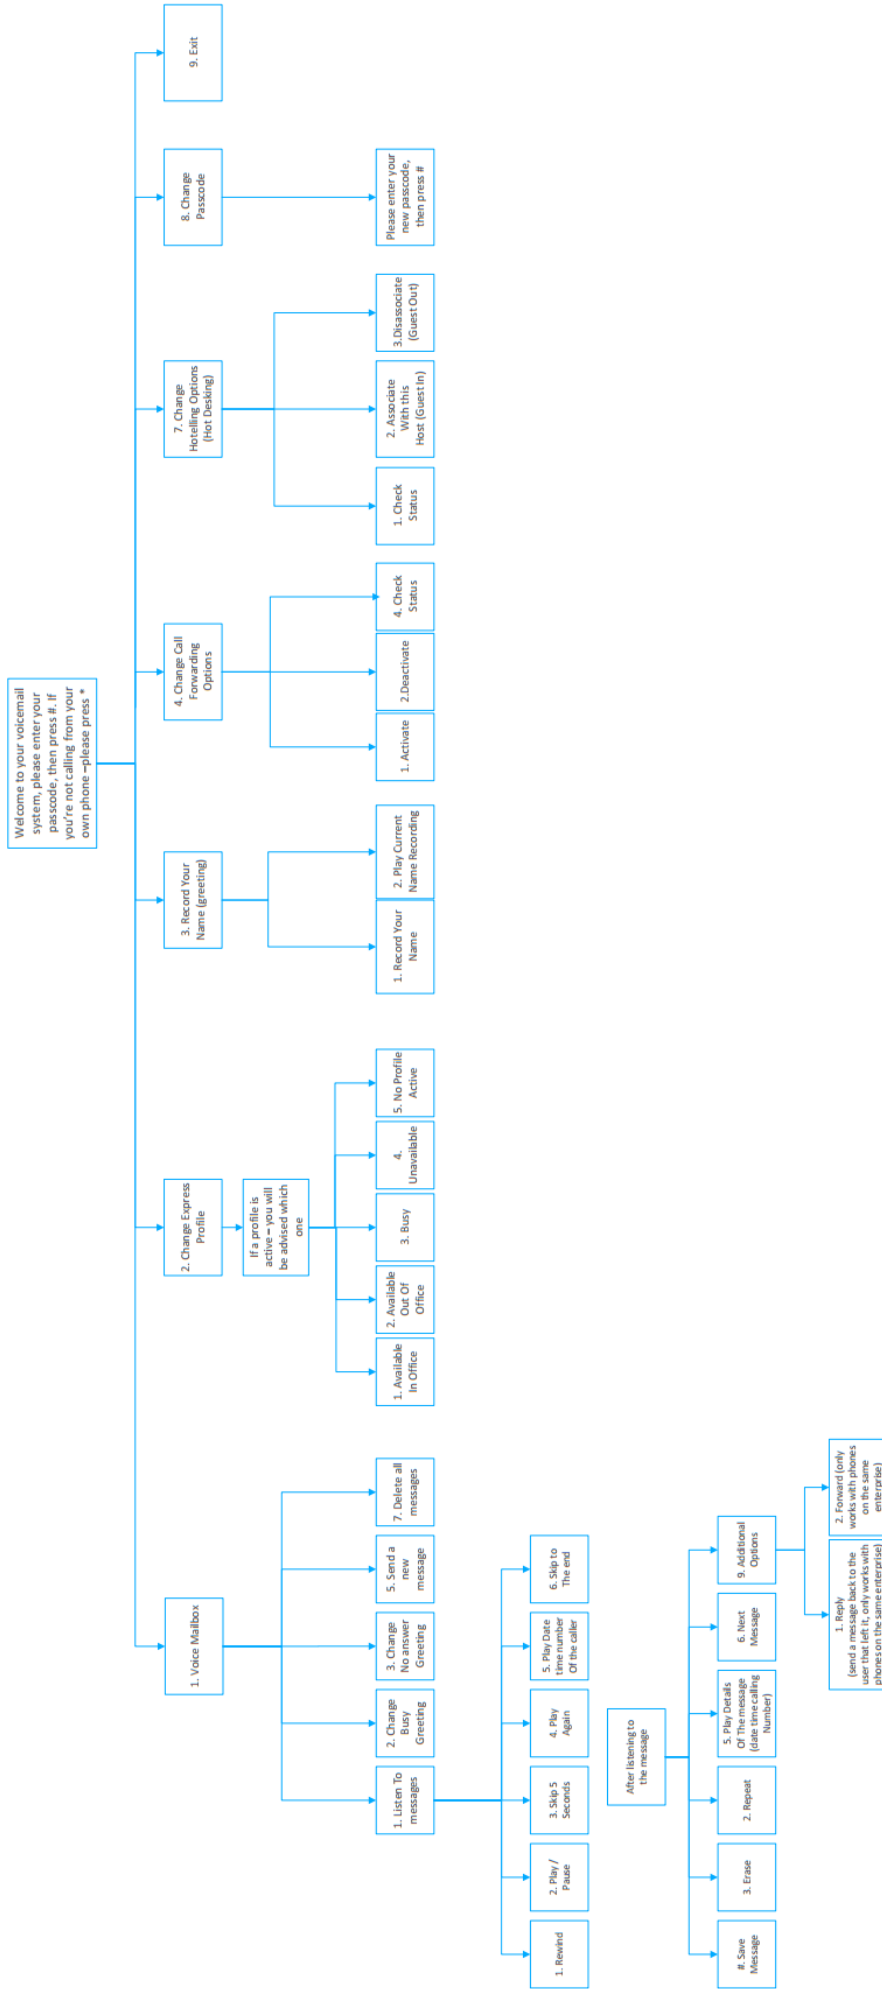 Welcome to your voicemail
system, please enter your
passcode, then press #. If
you're not calling from your
own phone –please press *
1. Voice Mailbox
2. Change Express
Profile
3. Record Your
Name (greeting)
4. Change Call
Forwarding
Options
7. Change
Hotelling Options
(Hot Desking)
8. Change
Passcode
9. Exit
If a profile is
active – you will
be advised which
one
1. Listen To
messages
2. Change
Busy
Greeting
3. Change
No answer
Greeting
5. Send a
new
message
7. Delete all
messages
1. Available
In Office
2. Available
Out Of
Office
3. Busy
4.
Unavailable
5. No Profile
Active
1. Record Your
Name
2. Play Current
Name Recording
1. Activate
2.Deactivate
4. Check
Status
1. Check
Status
2. Associate
With this
Host (Guest In)
3.Disassociate
(Guest Out)
Please enter your
new passcode,
then press #
1. Rewind
2. Play /
Pause
3. Skip 5
Seconds
4. Play
Again
5. Play Date
time number
Of the caller
6. Skip to
The end
After listening to
the message
#. Save
Message
3. Erase
2. Repeat
5. Play Details
Of The message
(date time calling
Number)
6. Next
Message
9. Additional
Options
1. Reply
(send a message back to the
user that left it, only works with
phones on the same enterprise)
2. Forward (only
works with phones
on the same
enterprise)